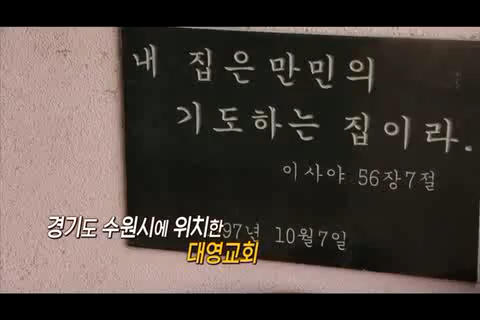 내 집은 만민의
기도하는 집이라.
이사야 56장7절
97년 10월7일
경기도 수원시에 위치한
대영교회